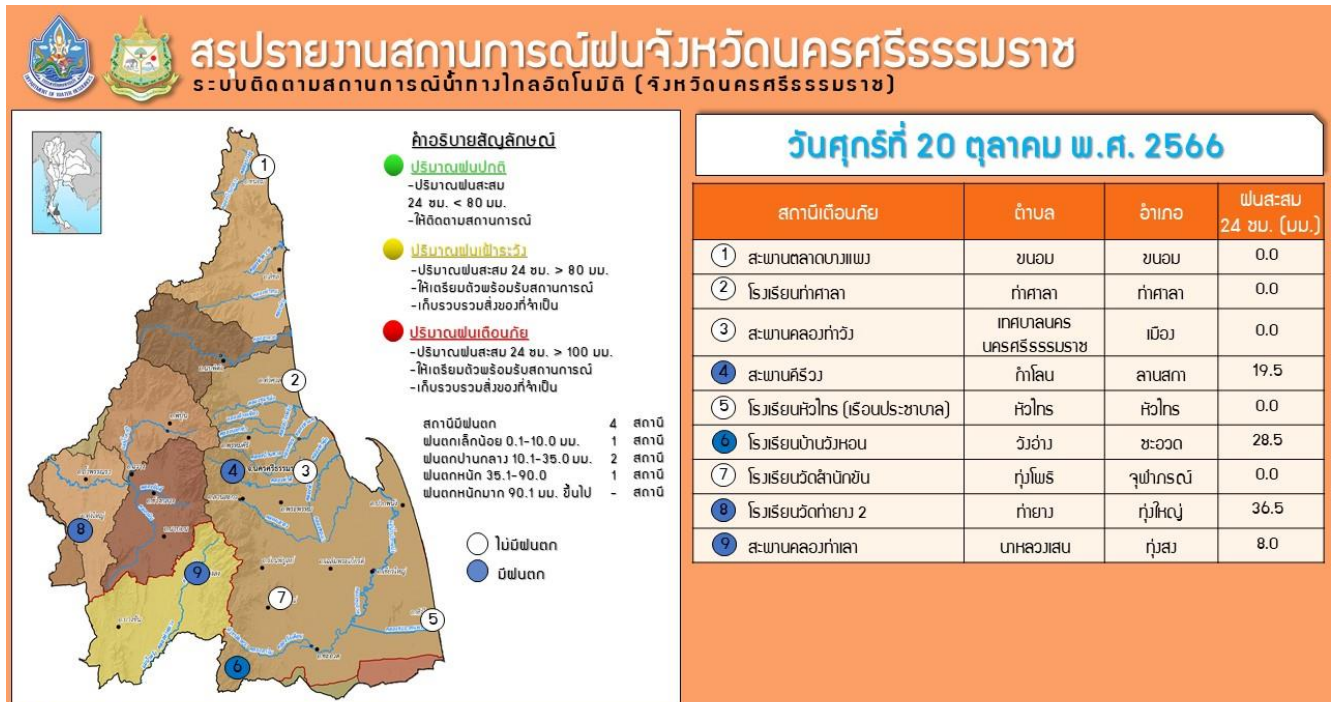 สรุปรายงานสถานการณ์ฝนจังหวัดนครศรีธรรมราช
ระบบติดตามสถานการณ์น้ำทางไกลอัตโนมัติ (จังหวัดนครศรีธรรมราช)
คำอธิบายสัญลักษณ์
ปริมาณฝนปกติ
-ปริมาณฝนสะสม
24 ชม. < 80 มม.
-ให้ติดตามสถานการณ์
ปริมาณฝนเฝ้าระวัง
-ปริมาณฝนสะสม 24 ชม. > 80 มม.
-ให้เตรียมตัวพร้อมรับสถานการณ์
-เก็บรวบรวมสิ่งของที่จำเป็น
ปริมาณฝนเตือนภัย
-ปริมาณฝนสะสม 24 ชม. > 100 มม.
-ให้เตรียมตัวพร้อมรับสถานการณ์
-เก็บรวบรวมสิ่งของที่จำเป็น
สถานีมีฝนตก 4 สถานี
ฝนตกเล็กน้อย 0.1-10.0 มม. 1 สถานี
ฝนตกปานกลาง 10.1-35.0 มม. 2 สถานี
ฝนตกหนัก 35.1-90.0 1 สถานี
ฝนตกหนักมาก 90.1 มม. ขึ้นไป - สถานี
ไม่มีฝนตก
มีฝนตก
1
2
4
3
8
9
7
5
6
วันศุกร์ที่ 20 ตุลาคม พ.ศ. 2566
สถานีเตือนภัย ตำบล อำเภอ ฝนสะสม
24 ชม. (มม.)
1 สะพานตลาดบางแพง ขนอม ขนอม 0.0
2 โรงเรียนท่าศาลา ท่าศาลา ท่าศาลา 0.0
3 สะพานคลองท่าวัง เทศบาลนคร
นครศรีธรรมราช เมือง 0.0
4 สะพานคีรีวง กำโลน ลานสกา 19.5
5 โรงเรียนหัวไทร (เรือนประชาบาล) หัวไทร หัวไทร 0.0
6 โรงเรียนบ้านวังหอน วังอ่าง ชะอวด 28.5
7 โรงเรียนวัดสำนักขัน ทุ่งโพธิ จุฬาภรณ์ 0.0
8 โรงเรียนวัดท่ายาง 2 ท่ายาง ทุ่งใหญ่ 36.5
9 สะพานคลองท่าเลา นาหลวงเสน ทุ่งสง 8.0